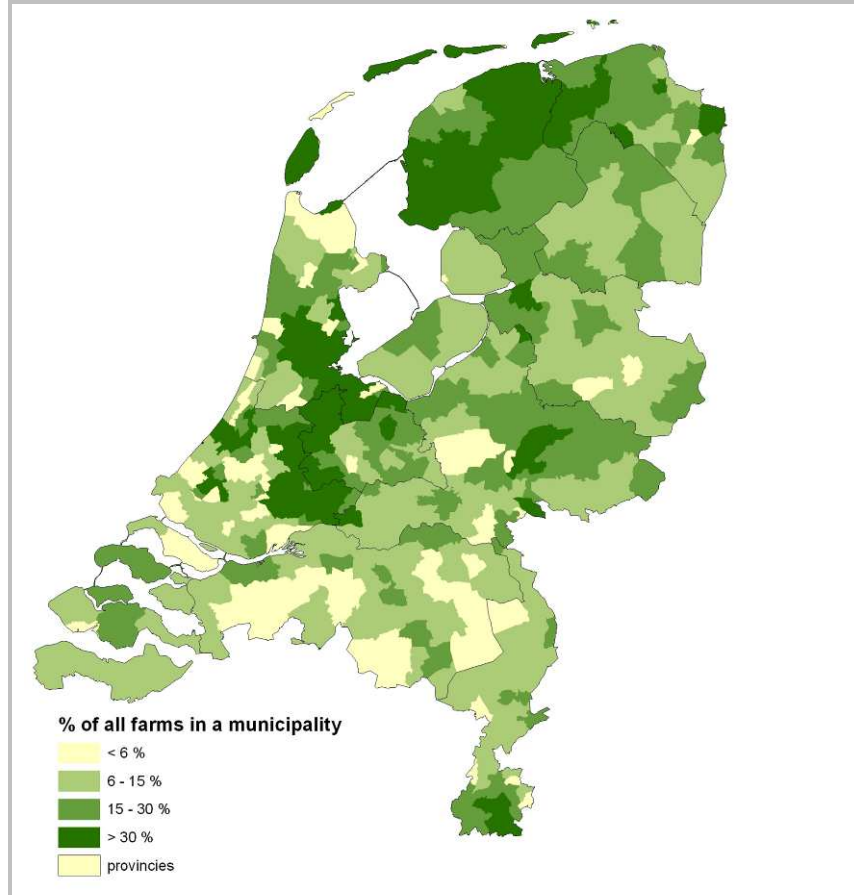 % of all farms in a municipality
< 6 %
6 - 15 %
15 - 30 %
> 30 %
provincies